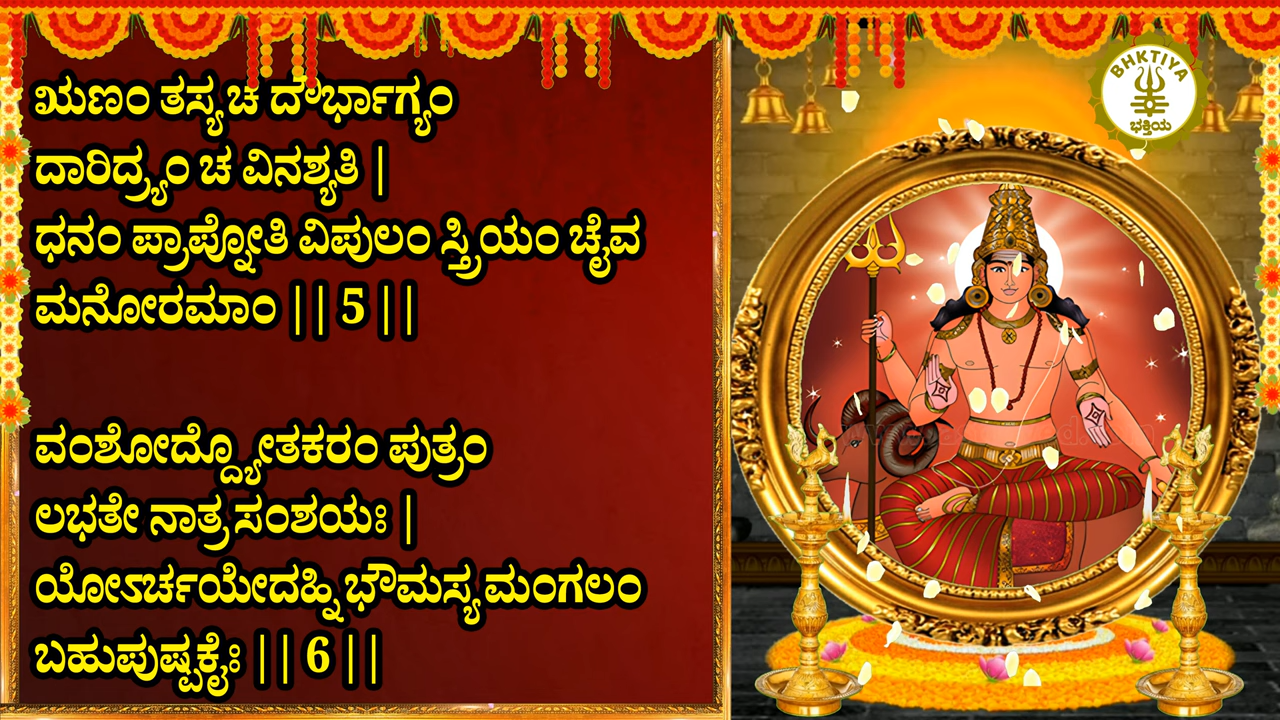 ಋಣಂ ತಸ್ಯ ಚ ದೌರ್ಭಾಗ್ಯಂ
ದಾರಿದ್ರ್ಯಂ ಚ ವಿನಶ್ಯತಿ |
ಧನಂ ಪ್ರಾಪ್ನೋತಿ ವಿಪುಲಂ ಸ್ತ್ರಿಯಂ ಚೈವ
ಮನೋರಮಾಂ || 5 ||
ವಂಶೋದ್ದ್ಯೋತಕರಂ ಪುತ್ರಂ
ಲಭತೇ ನಾತ್ರ ಸಂಶಯಃ |
ಯೋಽರ್ಚಯೇದಹ್ನಿ ಭೌಮಸ್ಯ ಮಂಗಲಂ
ಬಹುಪುಷ್ಪಕೈಃ || 6 ||
BHKTIYA
ಭಕ್ತಿಯ